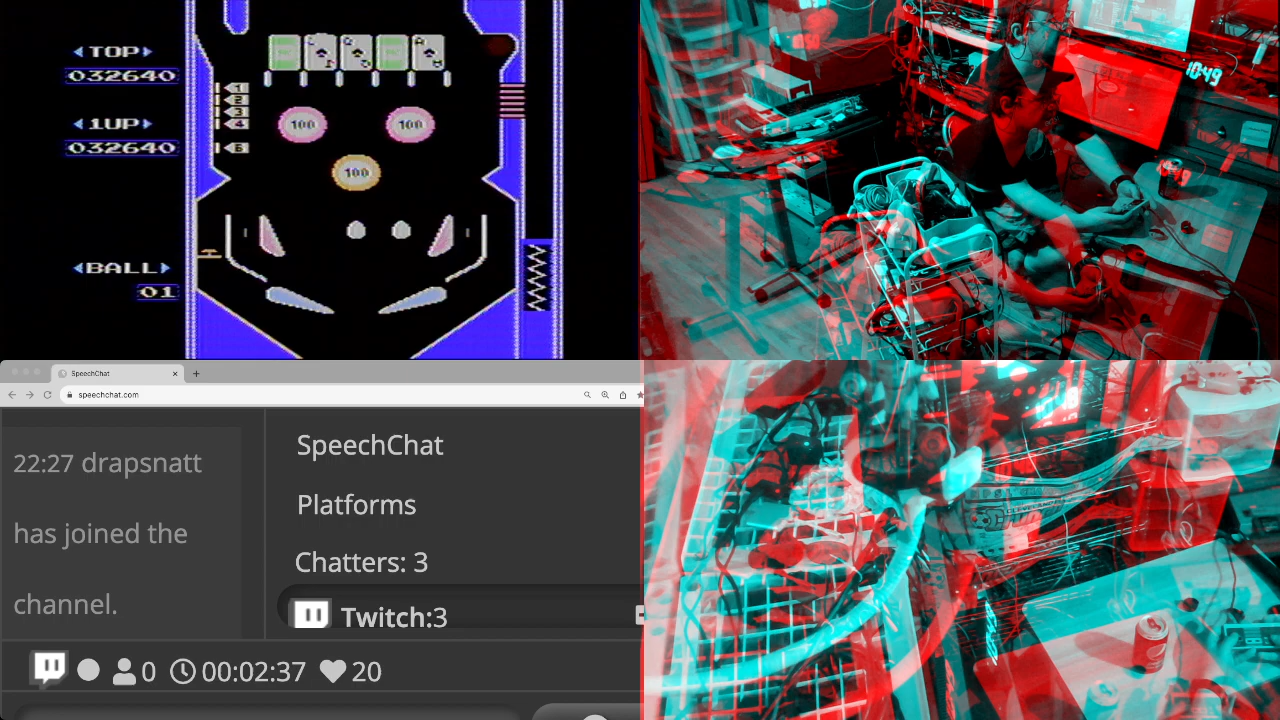 TOP
032640
1UP
032640
BALL
01
1
2
3
4
5
100
100
100
10:49
SpeechChat
speechchat.com
22:27 drapsnatt
has joined the
channel.
SpeechChat
Platforms
Chatters: 3
Twitch:3
0
00:02:37
20